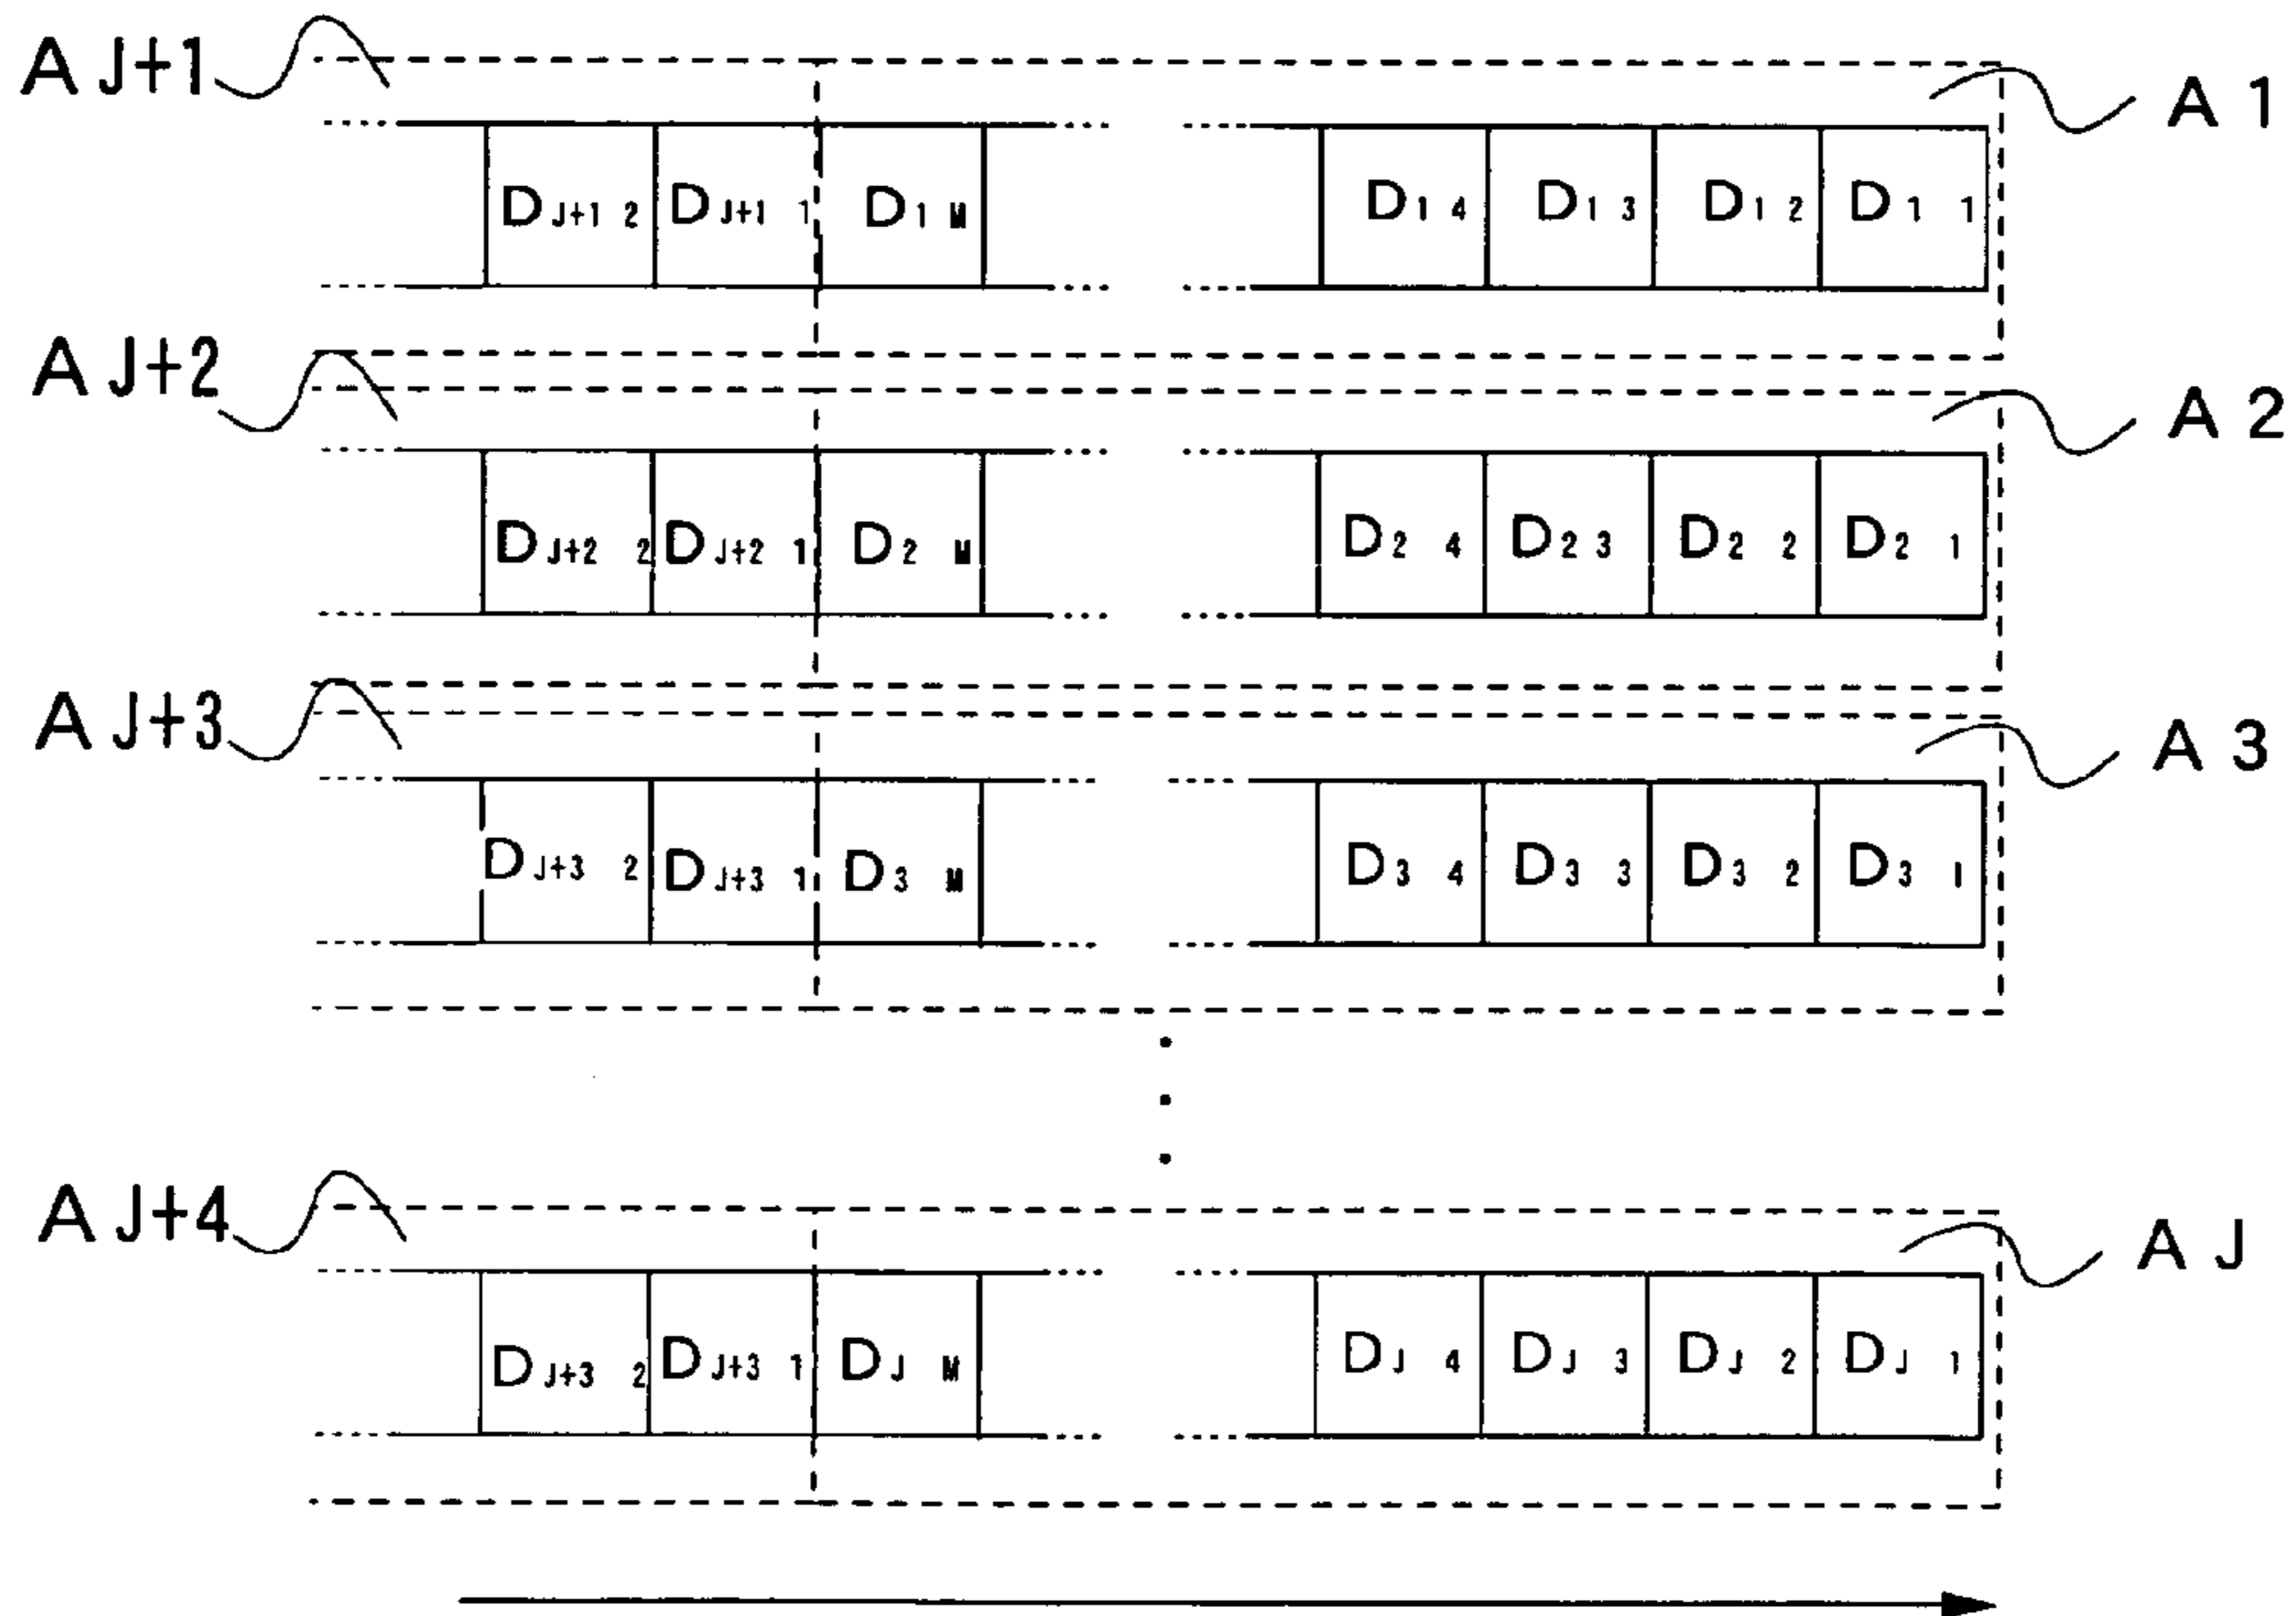 A J+1
A 1
D J+1 2 D J+1 1 D 1 M D 1 4 D 1 3 D 1 2 D 1 1
A J+2
A 2
D J+2 2 D J+2 1 D 2 M D 2 4 D 2 3 D 2 2 D 2 1
A J+3
A 3
D J+3 2 D J+3 1 D 3 M D 3 4 D 3 3 D 3 2 D 3 1
A J+4
A J
D J+3 2 D J+3 1 D J M D J 4 D J 3 D J 2 D J 1